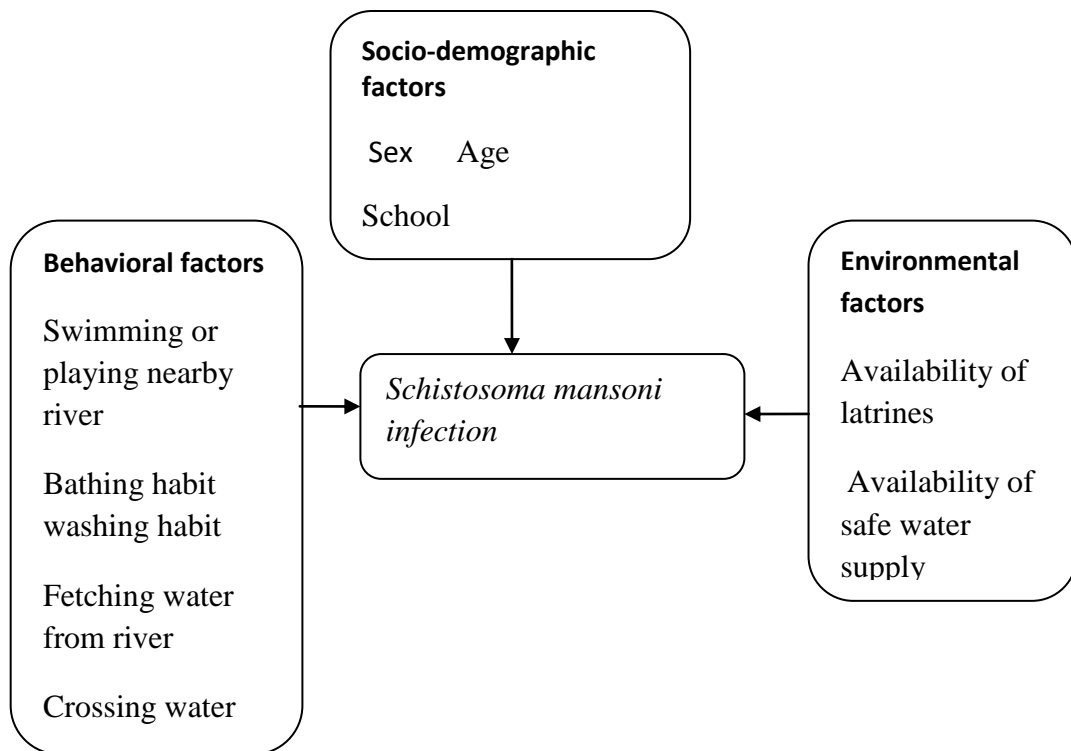 Socio-demographic
factors
Sex Age
School
Behavioral factors
Swimming or
playing nearby
river
Bathing habit
washing habit
Fetching water
from river
Crossing water
Schistosoma mansoni
infection
Environmental
factors
Availability of
latrines
Availability of
safe water
supply